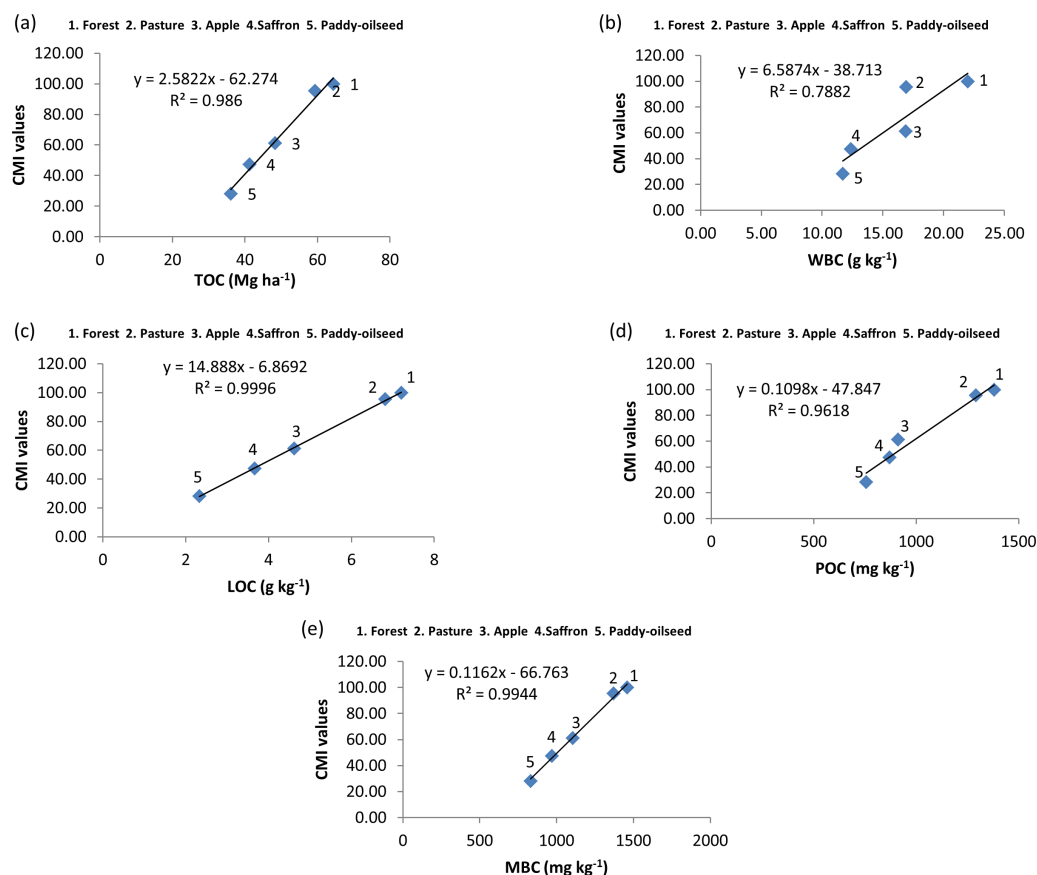 (a)
1. Forest 2. Pasture 3. Apple 4.Saffron 5. Paddy-oilseed
120.00
100.00
80.00
60.00
40.00
20.00
0.00
CMI values
y = 2.5822x - 62.274
R² = 0.986
1
2
3
4
5
0 20 40 60 80
TOC (Mg ha⁻¹)
(b)
1. Forest 2. Pasture 3. Apple 4.Saffron 5. Paddy-oilseed
120.00
100.00
80.00
60.00
40.00
20.00
0.00
CMI values
y = 6.5874x - 38.713
R² = 0.7882
2
1
3
4
5
0.00 5.00 10.00 15.00 20.00 25.00
WBC (g kg⁻¹)
(c)
1. Forest 2. Pasture 3. Apple 4.Saffron 5. Paddy-oilseed
120.00
100.00
80.00
60.00
40.00
20.00
0.00
CMI values
y = 14.888x - 6.8692
R² = 0.9996
1
2
3
4
5
0 2 4 6 8
LOC (g kg⁻¹)
(d)
1. Forest 2. Pasture 3. Apple 4.Saffron 5. Paddy-oilseed
120.00
100.00
80.00
60.00
40.00
20.00
0.00
CMI values
y = 0.1098x - 47.847
R² = 0.9618
1
2
3
4
5
0 500 1000 1500
POC (mg kg⁻¹)
(e)
1. Forest 2. Pasture 3. Apple 4.Saffron 5. Paddy-oilseed
120.00
100.00
80.00
60.00
40.00
20.00
0.00
CMI values
y = 0.1162x - 66.763
R² = 0.9944
2 1
3
4
5
0 500 1000 1500 2000
MBC (mg kg⁻¹)